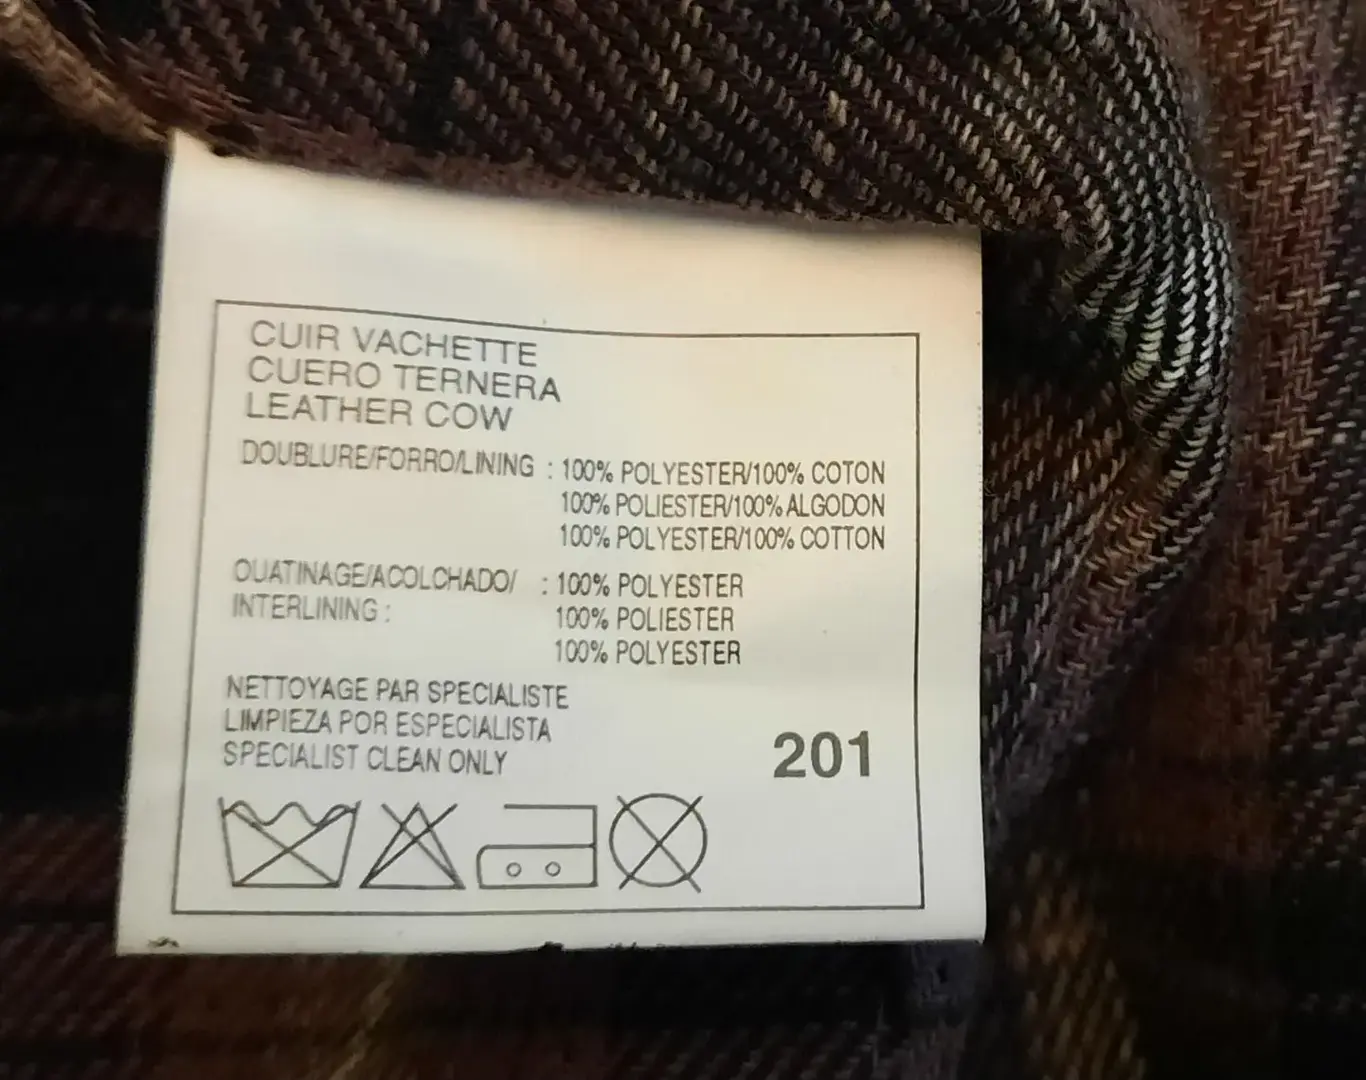 CUIR VACHETTE
CUERO TERNERA
LEATHER COW
DOUBLURE/FORRO/LINING : 100% POLYESTER/100% COTON
100% POLIESTER/100% ALGODON
100% POLYESTER/100% COTTON
OUATINAGE/ACOLCHADO/ : 100% POLYESTER
INTERLINING : 100% POLIESTER
100% POLYESTER
NETTOYAGE PAR SPECIALISTE
LIMPIEZA POR ESPECIALISTA
SPECIALIST CLEAN ONLY
201